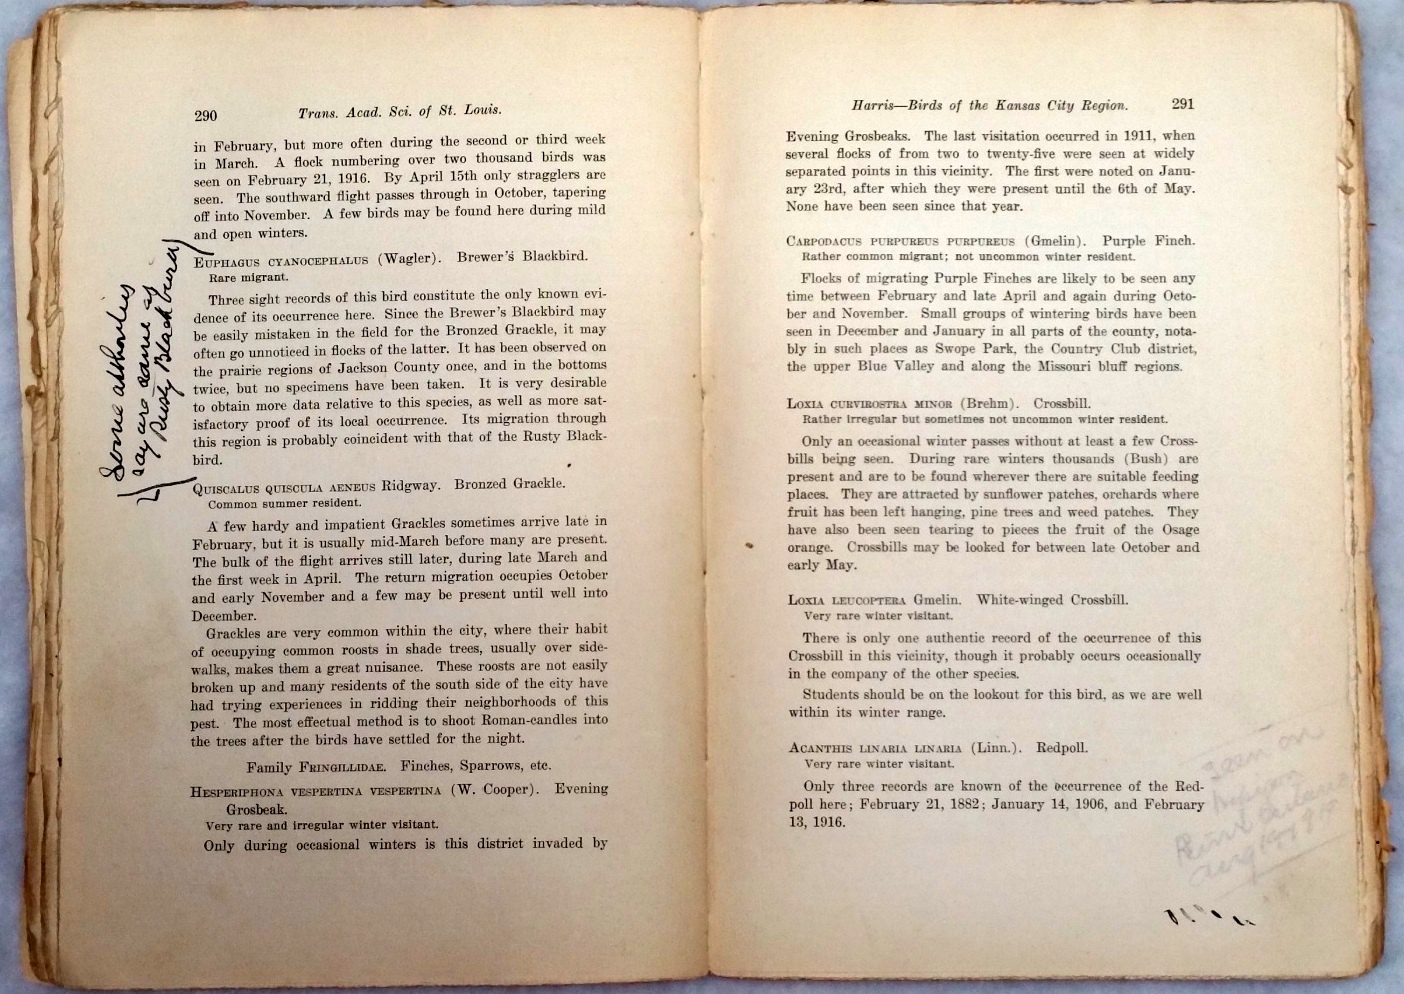 290 Trans. Acad. Sci. of St. Louis.
in February, but more often during the second or third week
in March. A flock numbering over two thousand birds was
seen on February 21, 1916. By April 15th only stragglers are
seen. The southward flight passes through in October, tapering
off into November. A few birds may be found here during mild
and open winters.
EUPHAGUS CYANOCEPHALUS (Wagler). Brewer's Blackbird.
Rare migrant.
Three sight records of this bird constitute the only known evi-
dence of its occurrence here. Since the Brewer's Blackbird may
be easily mistaken in the field for the Bronzed Grackle, it may
often go unnoticed in flocks of the latter. It has been observed on
the prairie regions of Jackson County once, and in the bottoms
twice, but no specimens have been taken. It is very desirable
to obtain more data relative to this species, as well as more sat-
isfactory proof of its local occurrence. Its migration through
this region is probably coincident with that of the Rusty Black-
bird.
QUISCALUS QUISCULA AENEUS Ridgway. Bronzed Grackle.
Common summer resident.
A few hardy and impatient Grackles sometimes arrive late in
February, but it is usually mid-March before many are present.
The bulk of the flight arrives still later, during late March and
the first week in April. The return migration occupies October
and early November and a few may be present until well into
December.
Grackles are very common within the city, where their habit
of occupying common roosts in shade trees, usually over side-
walks, makes them a great nuisance. These roosts are not easily
broken up and many residents of the south side of the city have
had trying experiences in ridding their neighborhoods of this
pest. The most effectual method is to shoot Roman-candles into
the trees after the birds have settled for the night.
Family FRINGILLIDAE. Finches, Sparrows, etc.
HESPERIPHONA VESPERTINA VESPERTINA (W. Cooper). Evening
Grosbeak.
Very rare and irregular winter visitant.
Only during occasional winters is this district invaded by
Some authorities
say are same as
Rusty Blackbird
Harris—Birds of the Kansas City Region. 291
Evening Grosbeaks. The last visitation occurred in 1911, when
several flocks of from two to twenty-five were seen at widely
separated points in this vicinity. The first were noted on Janu-
ary 23rd, after which they were present until the 6th of May.
None have been seen since that year.
CARPODACUS PURPUREUS PURPUREUS (Gmelin). Purple Finch.
Rather common migrant; not uncommon winter resident.
Flocks of migrating Purple Finches are likely to be seen any
time between February and late April and again during Octo-
ber and November. Small groups of wintering birds have been
seen in December and January in all parts of the county, nota-
bly in such places as Swope Park, the Country Club district,
the upper Blue Valley and along the Missouri bluff regions.
LOXIA CURVIROSTRA MINOR (Brehm). Crossbill.
Rather irregular but sometimes not uncommon winter resident.
Only an occasional winter passes without at least a few Cross-
bills being seen. During rare winters thousands (Bush) are
present and are to be found wherever there are suitable feeding
places. They are attracted by sunflower patches, orchards where
fruit has been left hanging, pine trees and weed patches. They
have also been seen tearing to pieces the fruit of the Osage
orange. Crossbills may be looked for between late October and
early May.
LOXIA LEUCOPTERA Gmelin. White-winged Crossbill.
Very rare winter visitant.
There is only one authentic record of the occurrence of this
Crossbill in this vicinity, though it probably occurs occasionally
in the company of the other species.
Students should be on the lookout for this bird, as we are well
within its winter range.
ACANTHIS LINARIA LINARIA (Linn.). Redpoll.
Very rare winter visitant.
Only three records are known of the occurrence of the Red-
poll here; February 21, 1882; January 14, 1906, and February
13, 1916.
Seen on